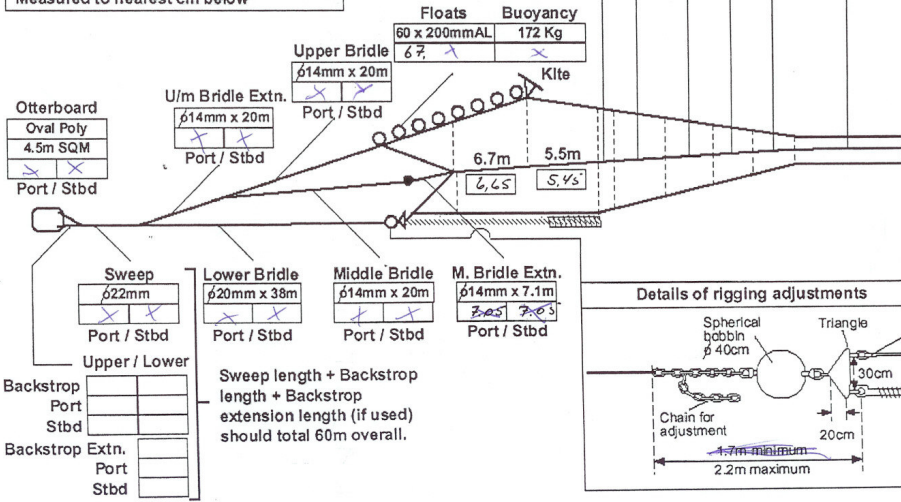 Measured to nearest cm below
Floats Buoyancy
60 x 200mmAL 172 Kg
67, x x
Upper Bridle
ϕ14mm x 20m
x x
Port / Stbd
Kite
U/m Bridle Extn.
ϕ14mm x 20m
x x
Port / Stbd
Otterboard
Oval Poly
4.5m SQM
x x
Port / Stbd
6.7m 5.5m
6,65 5,45
Sweep
ϕ22mm
x x
Port / Stbd
Lower Bridle
ϕ20mm x 38m
x x
Port / Stbd
Middle Bridle
ϕ14mm x 20m
x x
Port / Stbd
M. Bridle Extn.
ϕ14mm x 7.1m
7.05 7.05
Port / Stbd
Upper / Lower
Backstrop
Port
Stbd
Backstrop Extn.
Port
Stbd
Sweep length + Backstrop
length + Backstrop
extension length (if used)
should total 60m overall.
Details of rigging adjustments
Spherical
bobbin
ϕ 40cm
Triangle
30cm
Chain for
adjustment
20cm
1.7m minimum
2.2m maximum